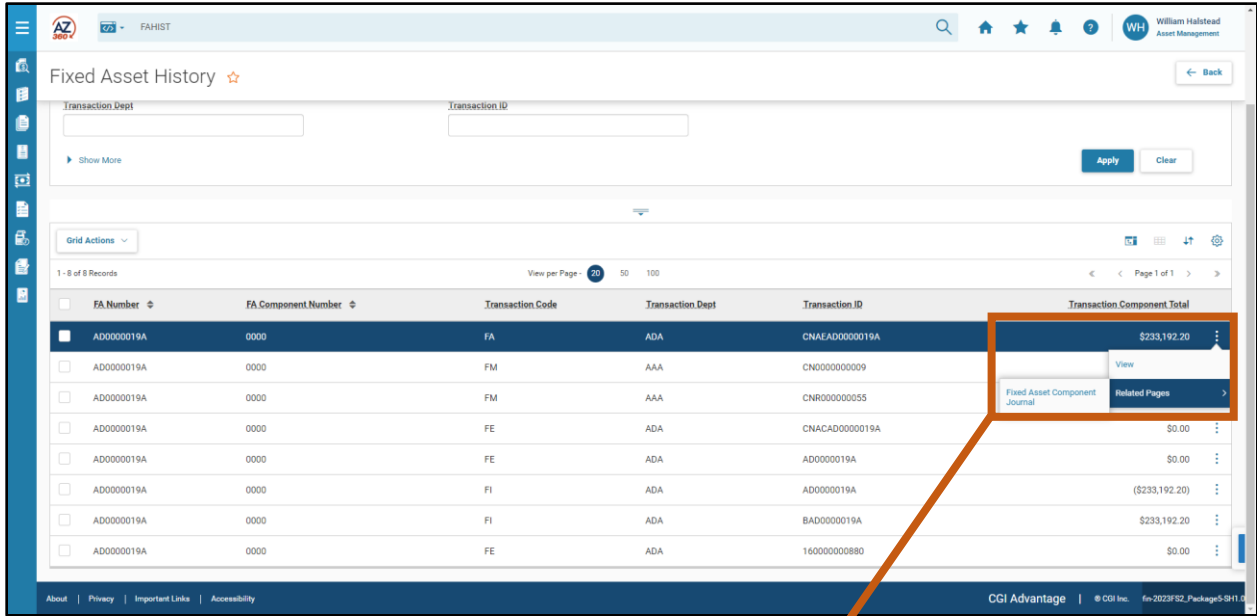 AZ
360
FAHIST
WH
William Halstead
Asset Management
Fixed Asset History
← Back
Transaction Dept
Transaction ID
Show More
Apply
Clear
Grid Actions
1 - 8 of 8 Records
View per Page - 20 50 100
Page 1 of 1
FA Number FA Component Number Transaction Code Transaction Dept Transaction ID Transaction Component Total
AD0000019A 0000 FA ADA CNAEAD0000019A $233,192.20
View
AD0000019A 0000 FM AAA CN0000000009
AD0000019A 0000 FM AAA CNR000000055
Fixed Asset Component
Journal
Related Pages
AD0000019A 0000 FE ADA CNACAD0000019A $0.00
AD0000019A 0000 FE ADA AD0000019A $0.00
AD0000019A 0000 FI ADA AD0000019A ($233,192.20)
AD0000019A 0000 FI ADA BAD0000019A $233,192.20
AD0000019A 0000 FE ADA 160000000880 $0.00
About | Privacy | Important Links | Accessibility
CGI Advantage | © CGI Inc. fin-2023FS2_Package5-SH1.0